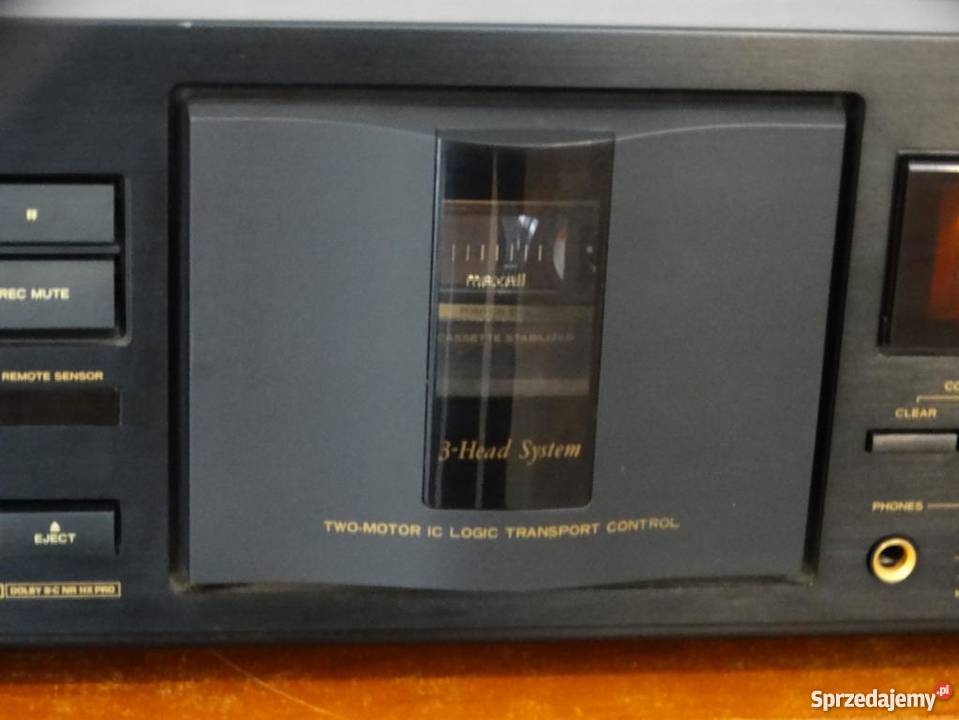 REC MUTE
REMOTE SENSOR
EJECT
DOLBY B-C NR HX PRO
maxell
CASSETTE STABILIZER
3-Head System
TWO-MOTOR IC LOGIC TRANSPORT CONTROL
CLEAR
PHONES
Sprzedajemy.pl